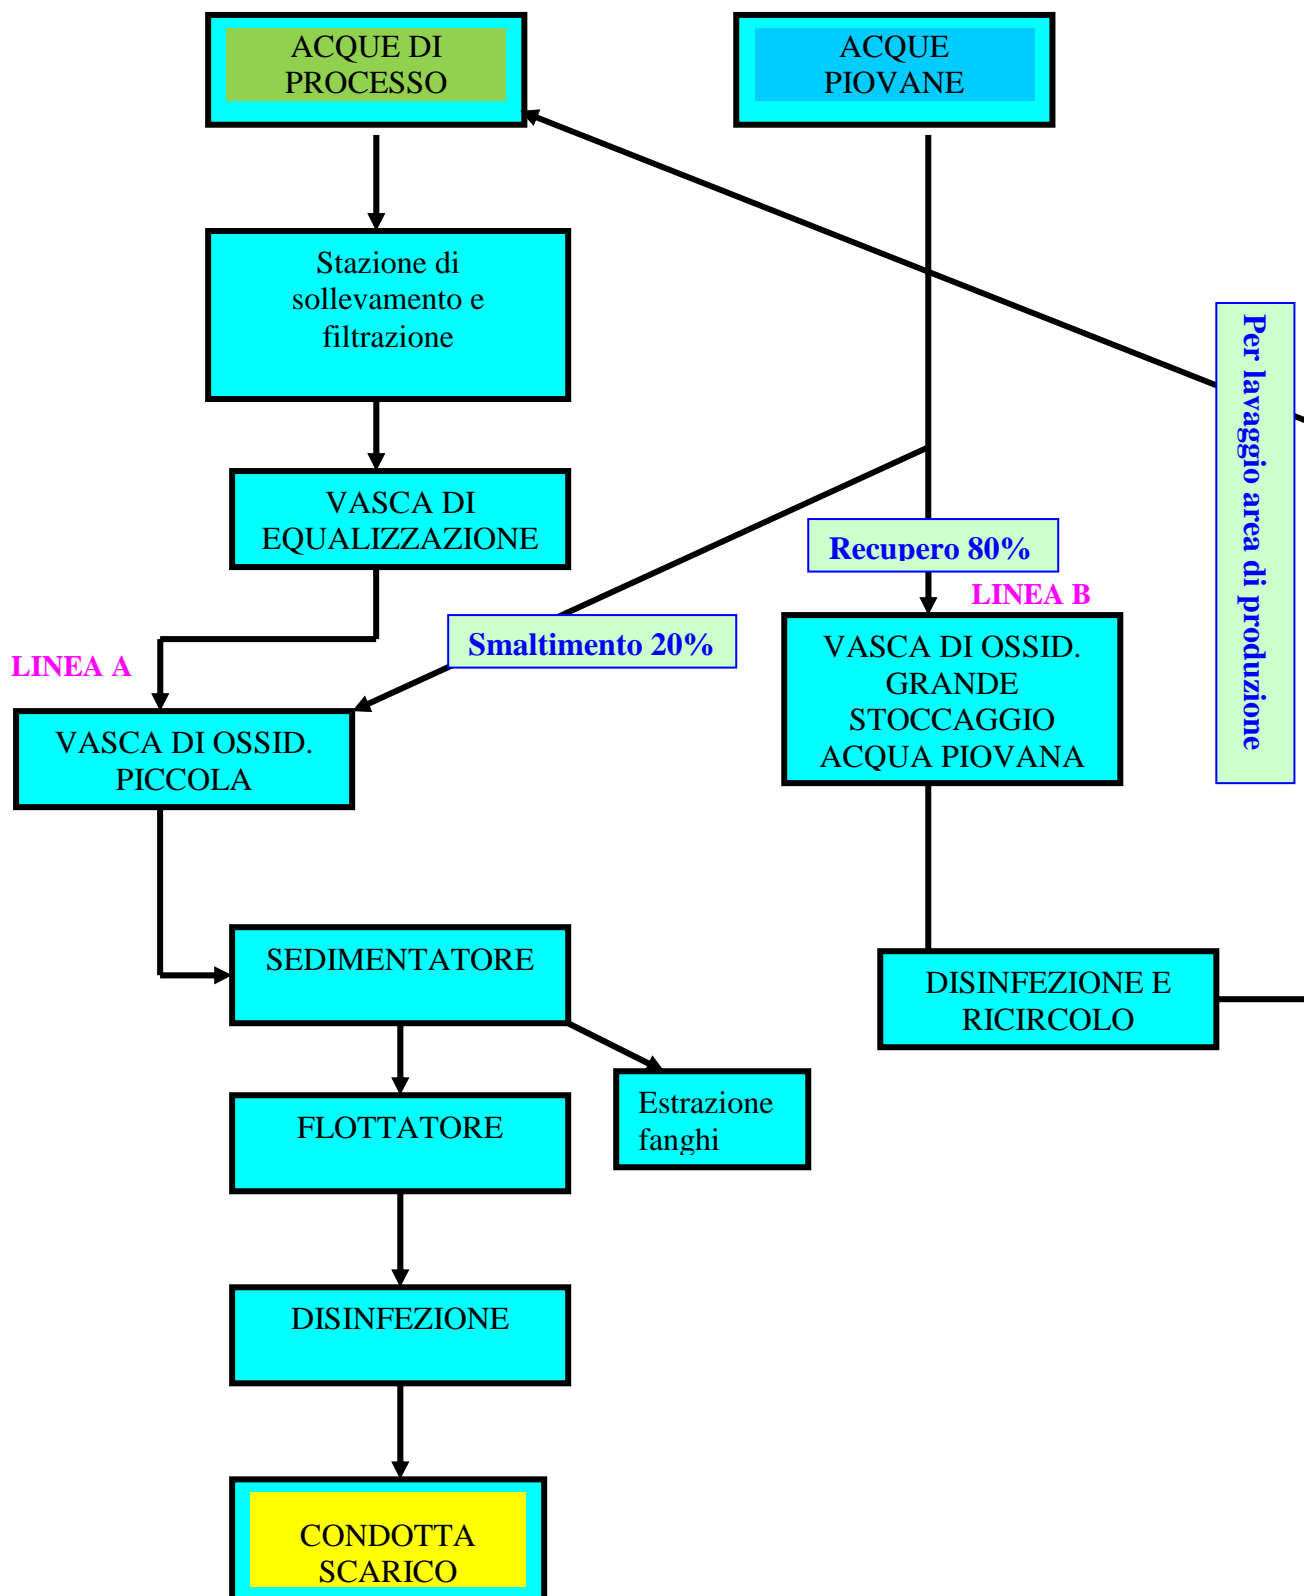 ACQUE DI
PROCESSO
ACQUE
PIOVANE
Stazione di
sollevamento e
filtrazione
Per lavaggio area di produzione
VASCA DI
EQUALIZZAZIONE
Recupero 80%
LINEA B
Smaltimento 20%
LINEA A
VASCA DI OSSID.
GRANDE
STOCCAGGIO
ACQUA PIOVANA
VASCA DI OSSID.
PICCOLA
SEDIMENTATORE
DISINFEZIONE E
RICIRCOLO
Estrazione
fanghi
FLOTTATORE
DISINFEZIONE
CONDOTTA
SCARICO